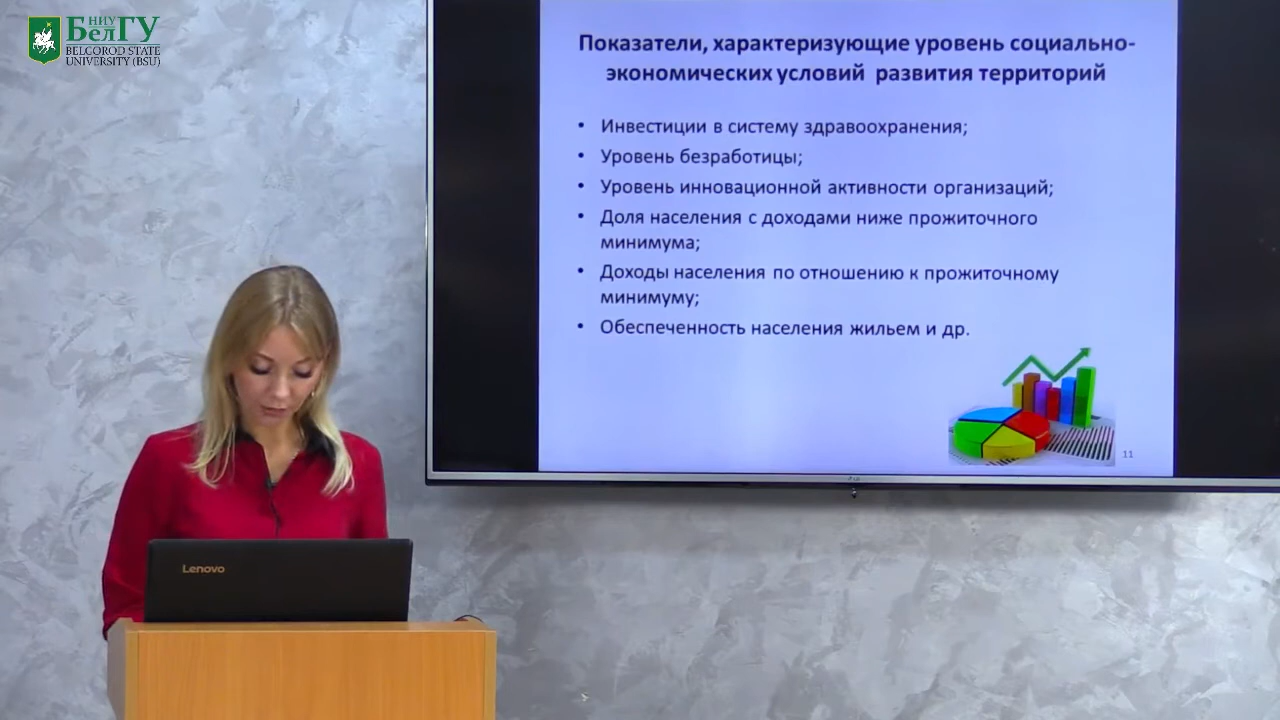 НИУ
БелГУ
BELGOROD STATE
UNIVERSITY (BSU)
Показатели, характеризующие уровень социально-
экономических условий развития территорий
• Инвестиции в систему здравоохранения;
• Уровень безработицы;
• Уровень инновационной активности организаций;
• Доля населения с доходами ниже прожиточного
минимума;
• Доходы населения по отношению к прожиточному
минимуму;
• Обеспеченность населения жильем и др.
11
LG
Lenovo